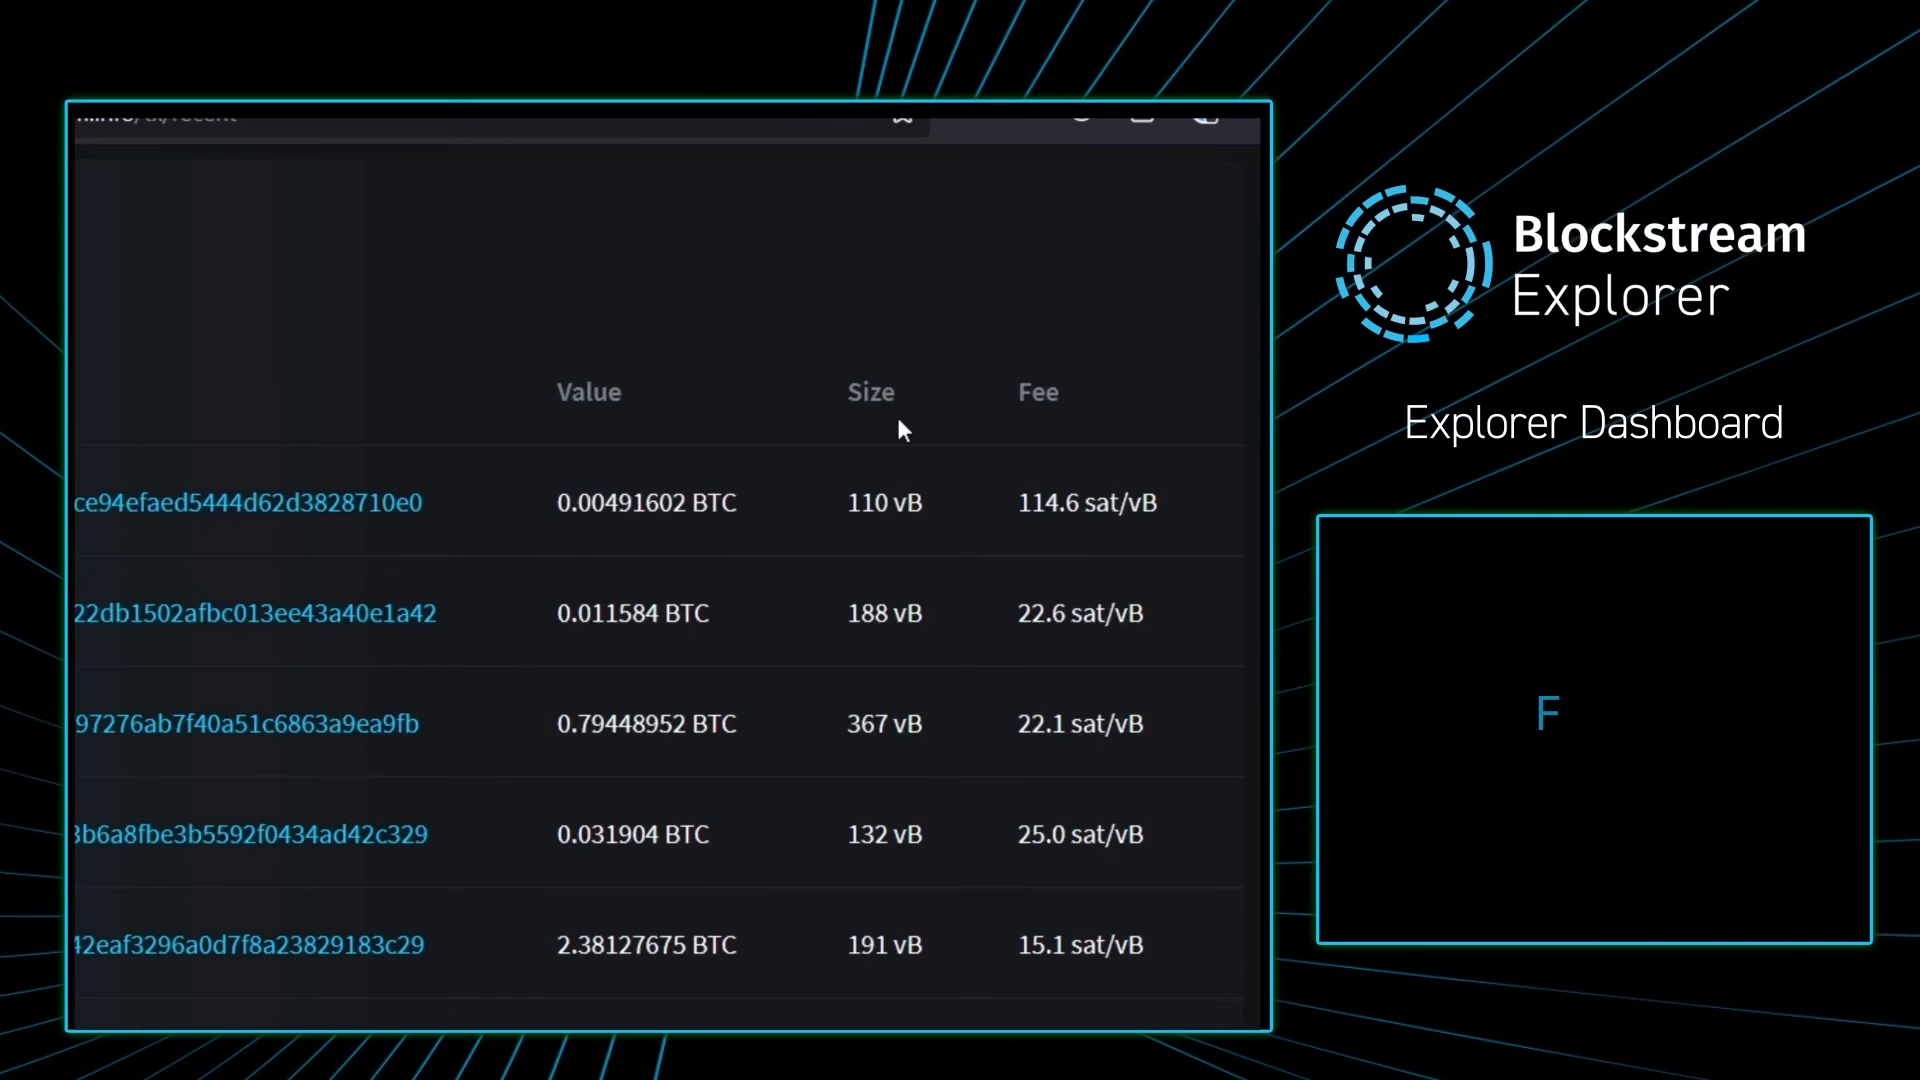 Value Size Fee
ce94efaed5444d62d3828710e0 0.00491602 BTC 110 vB 114.6 sat/vB
22db1502afbc013ee43a40e1a42 0.011584 BTC 188 vB 22.6 sat/vB
97276ab7f40a51c6863a9ea9fb 0.79448952 BTC 367 vB 22.1 sat/vB
3b6a8fbe3b5592f0434ad42c329 0.031904 BTC 132 vB 25.0 sat/vB
42eaf3296a0d7f8a23829183c29 2.38127675 BTC 191 vB 15.1 sat/vB
Blockstream
Explorer
Explorer Dashboard
F